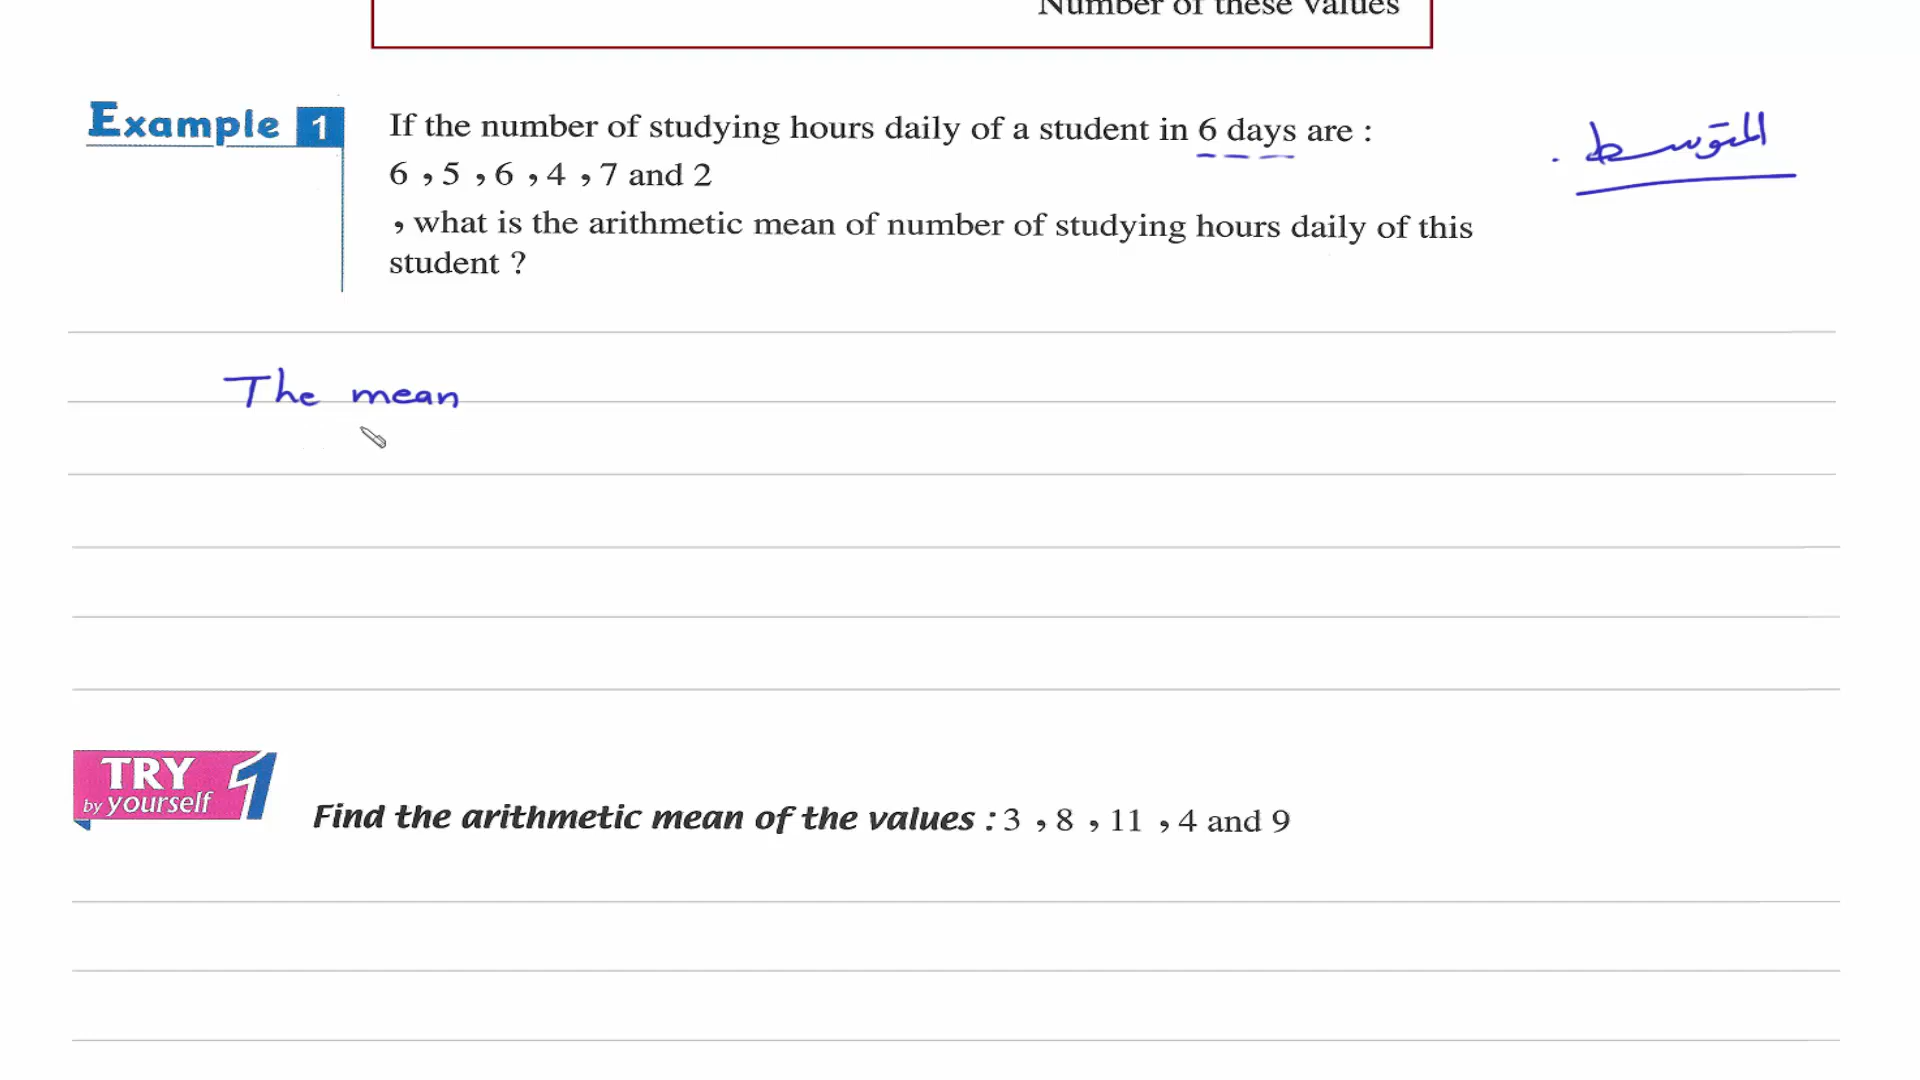 Number of these values
Example 1
If the number of studying hours daily of a student in 6 days are :
المتوسط
6 , 5 , 6 , 4 , 7 and 2
, what is the arithmetic mean of number of studying hours daily of this
student ?
The mean
TRY
by yourself 1
Find the arithmetic mean of the values : 3 , 8 , 11 , 4 and 9